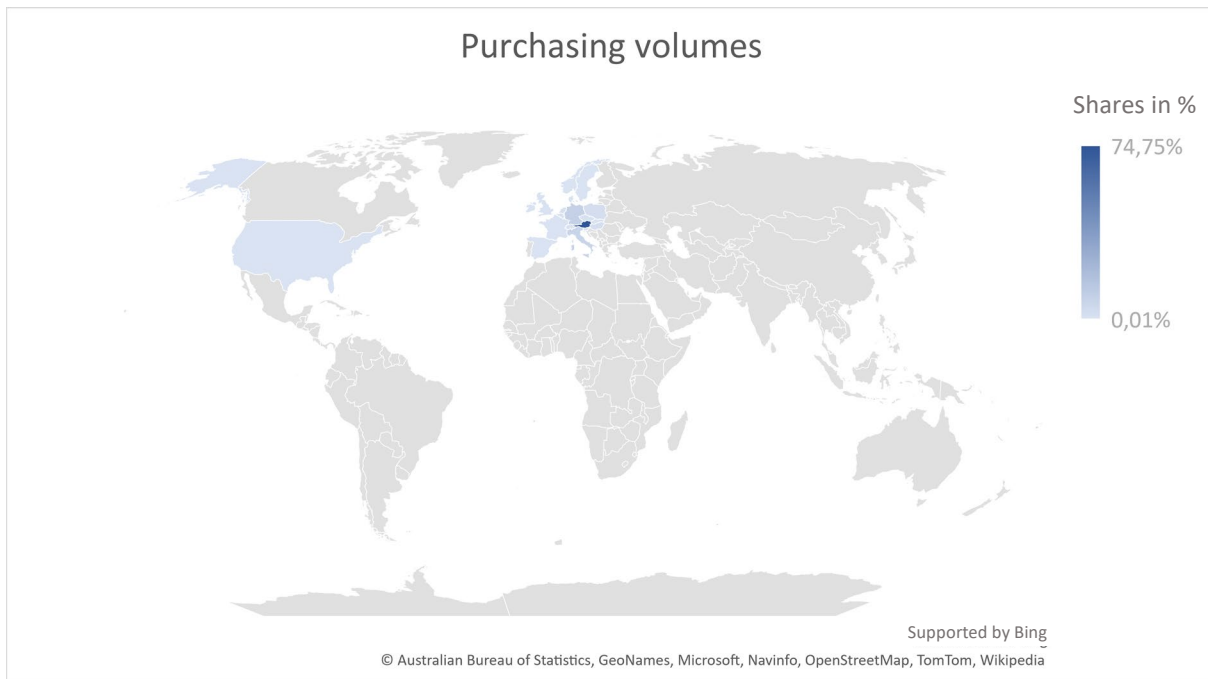 Purchasing volumes
Shares in %
74,75%
0,01%
Supported by Bing
© Australian Bureau of Statistics, GeoNames, Microsoft, Navinfo, OpenStreetMap, TomTom, Wikipedia